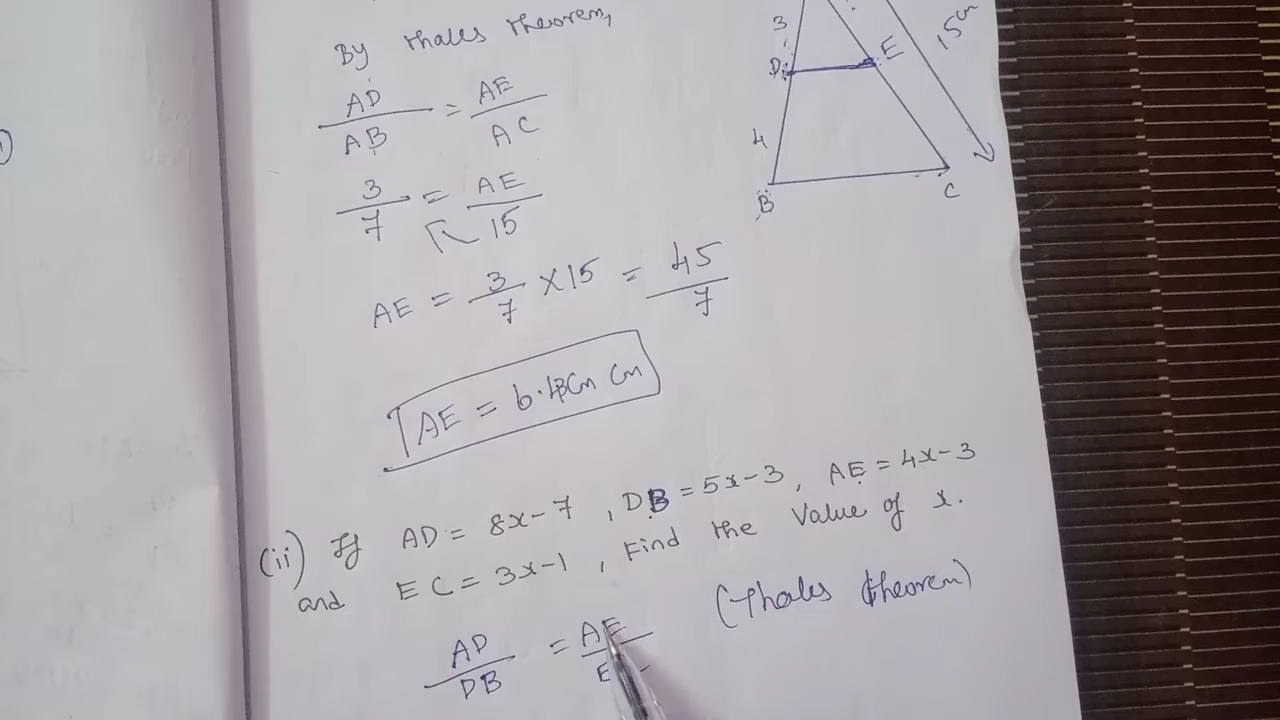 By thales theorem,
AD/AB = AE/AC
3/7 = AE/15
AE = 3/7 × 15 = 45/7
AE = 6.43Cm Cm
3
D
E
15cm
4
B
C
(ii) If AD = 8x-7, DB = 5x-3, AE = 4x-3
and EC = 3x-1, Find the Value of x.
AD/DB = AE/E (Thales theorem)